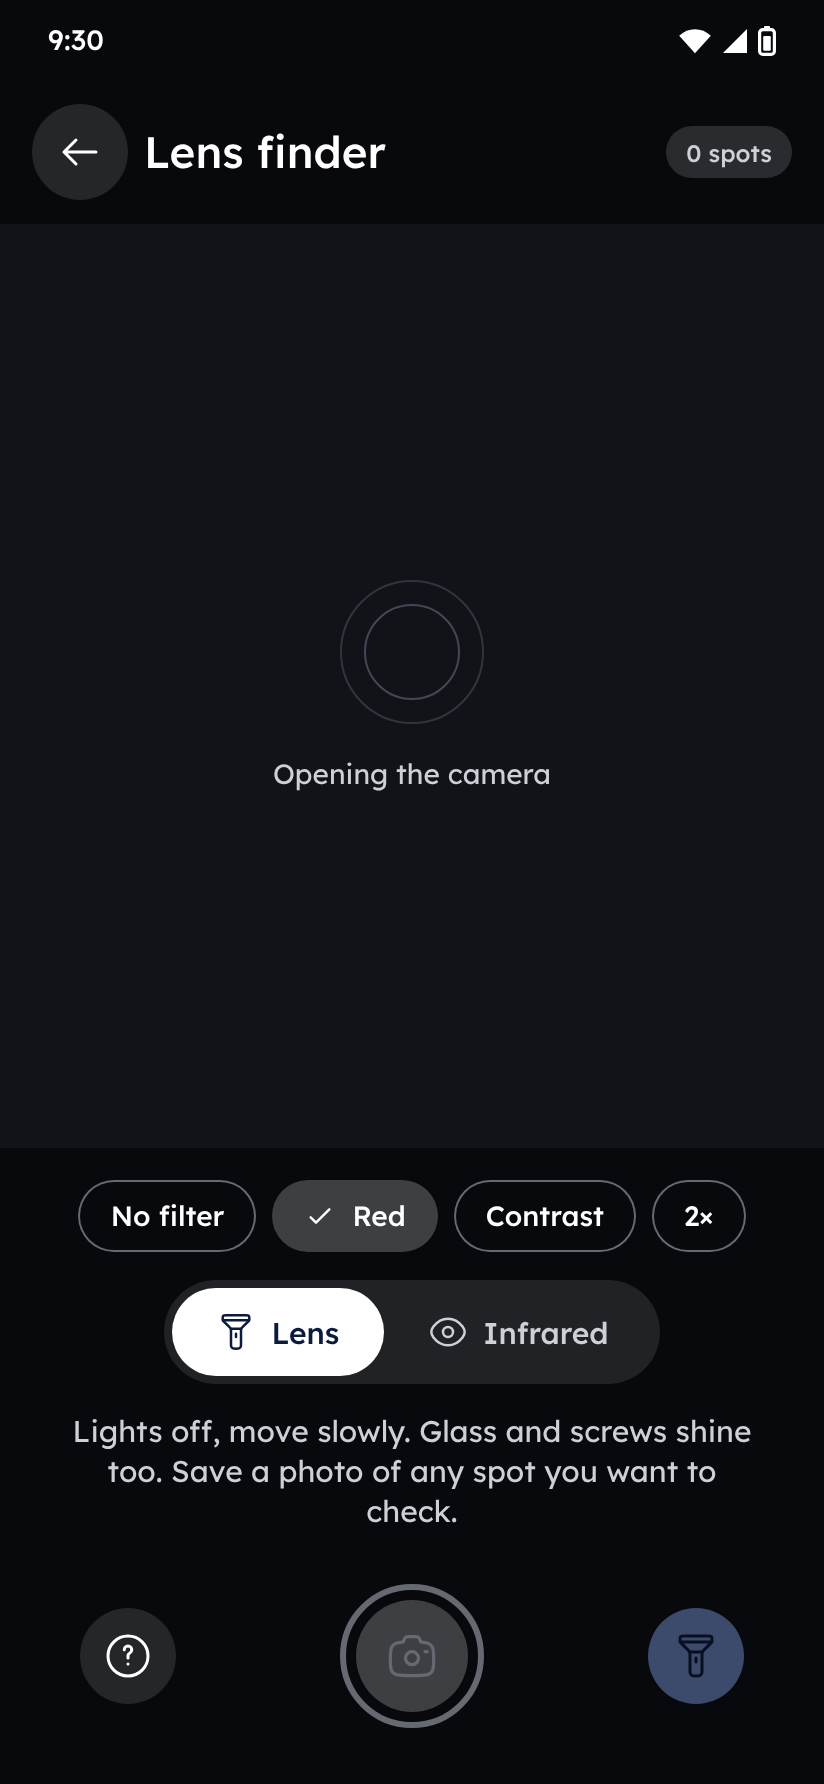 9:30
Lens finder
0 spots
Opening the camera
No filter
Red
Contrast
2×
Lens
Infrared
Lights off, move slowly. Glass and screws shine
too. Save a photo of any spot you want to
check.